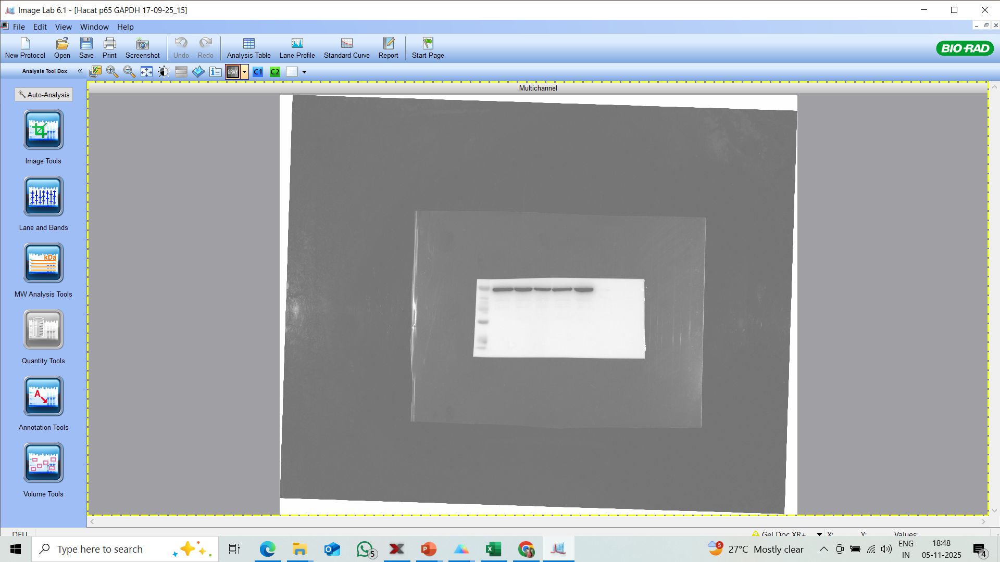 Image Lab 6.1 - [Hacat p65 GAPDH 17-09-25_15]
File Edit View Window Help
New Protocol Open Save Print Screenshot Undo Redo Analysis Table Lane Profile Standard Curve Report Start Page
BIO-RAD
Analysis Tool Box « GRAY C1 C2
Multichannel
Auto-Analysis
Image Tools
Lane and Bands
kDa
MW Analysis Tools
Quantity Tools
A
Annotation Tools
Volume Tools
Gel Doc XR+ X: Y: Values:
Type here to search
5
5
27°C Mostly clear
ENG
IN
18:48
05-11-2025
4